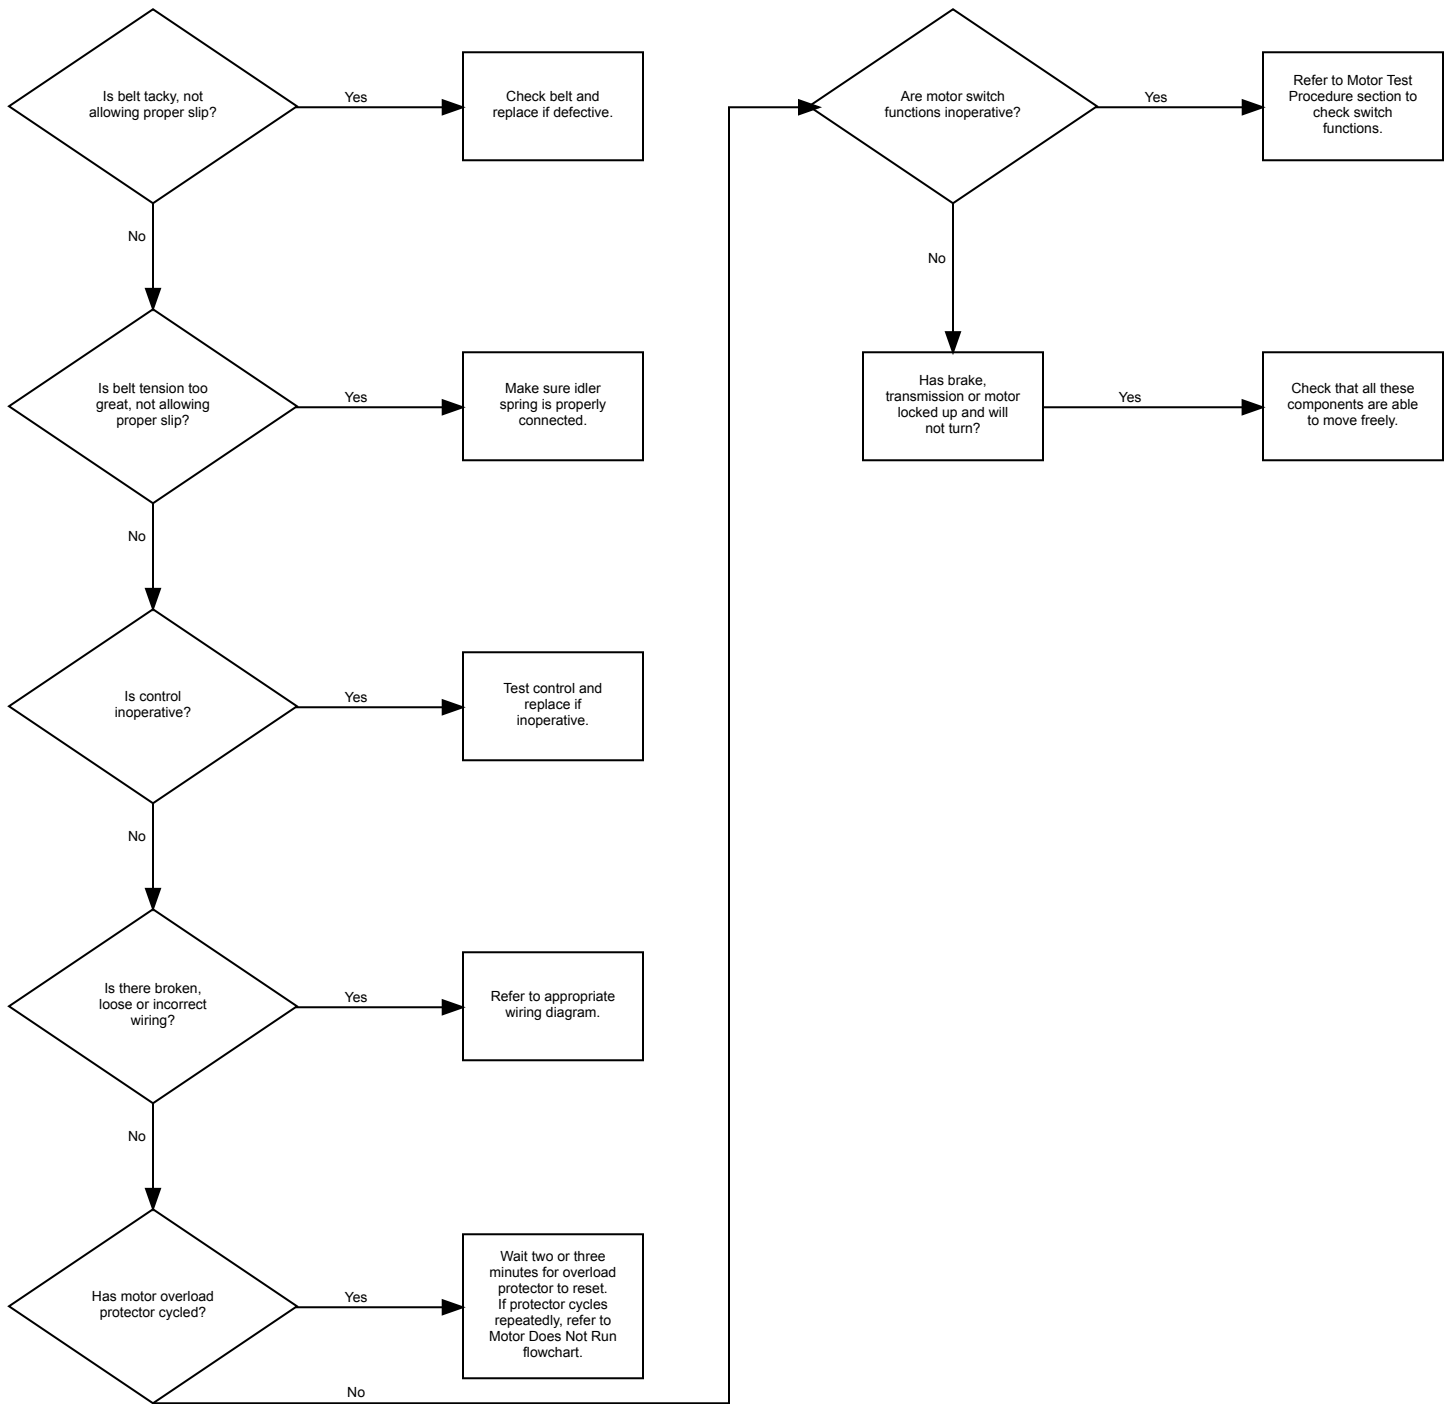 Is belt tacky, not
allowing proper slip?
Yes
Check belt and
replace if defective.
No
Is belt tension too
great, not allowing
proper slip?
Yes
Make sure idler
spring is properly
connected.
No
Is control
inoperative?
Yes
Test control and
replace if
inoperative.
No
Is there broken,
loose or incorrect
wiring?
Yes
Refer to appropriate
wiring diagram.
No
Has motor overload
protector cycled?
Yes
Wait two or three
minutes for overload
protector to reset.
If protector cycles
repeatedly, refer to
Motor Does Not Run
flowchart.
No
Are motor switch
functions inoperative?
Yes
Refer to Motor Test
Procedure section to
check switch
functions.
No
Has brake,
transmission or motor
locked up and will
not turn?
Yes
Check that all these
components are able
to move freely.